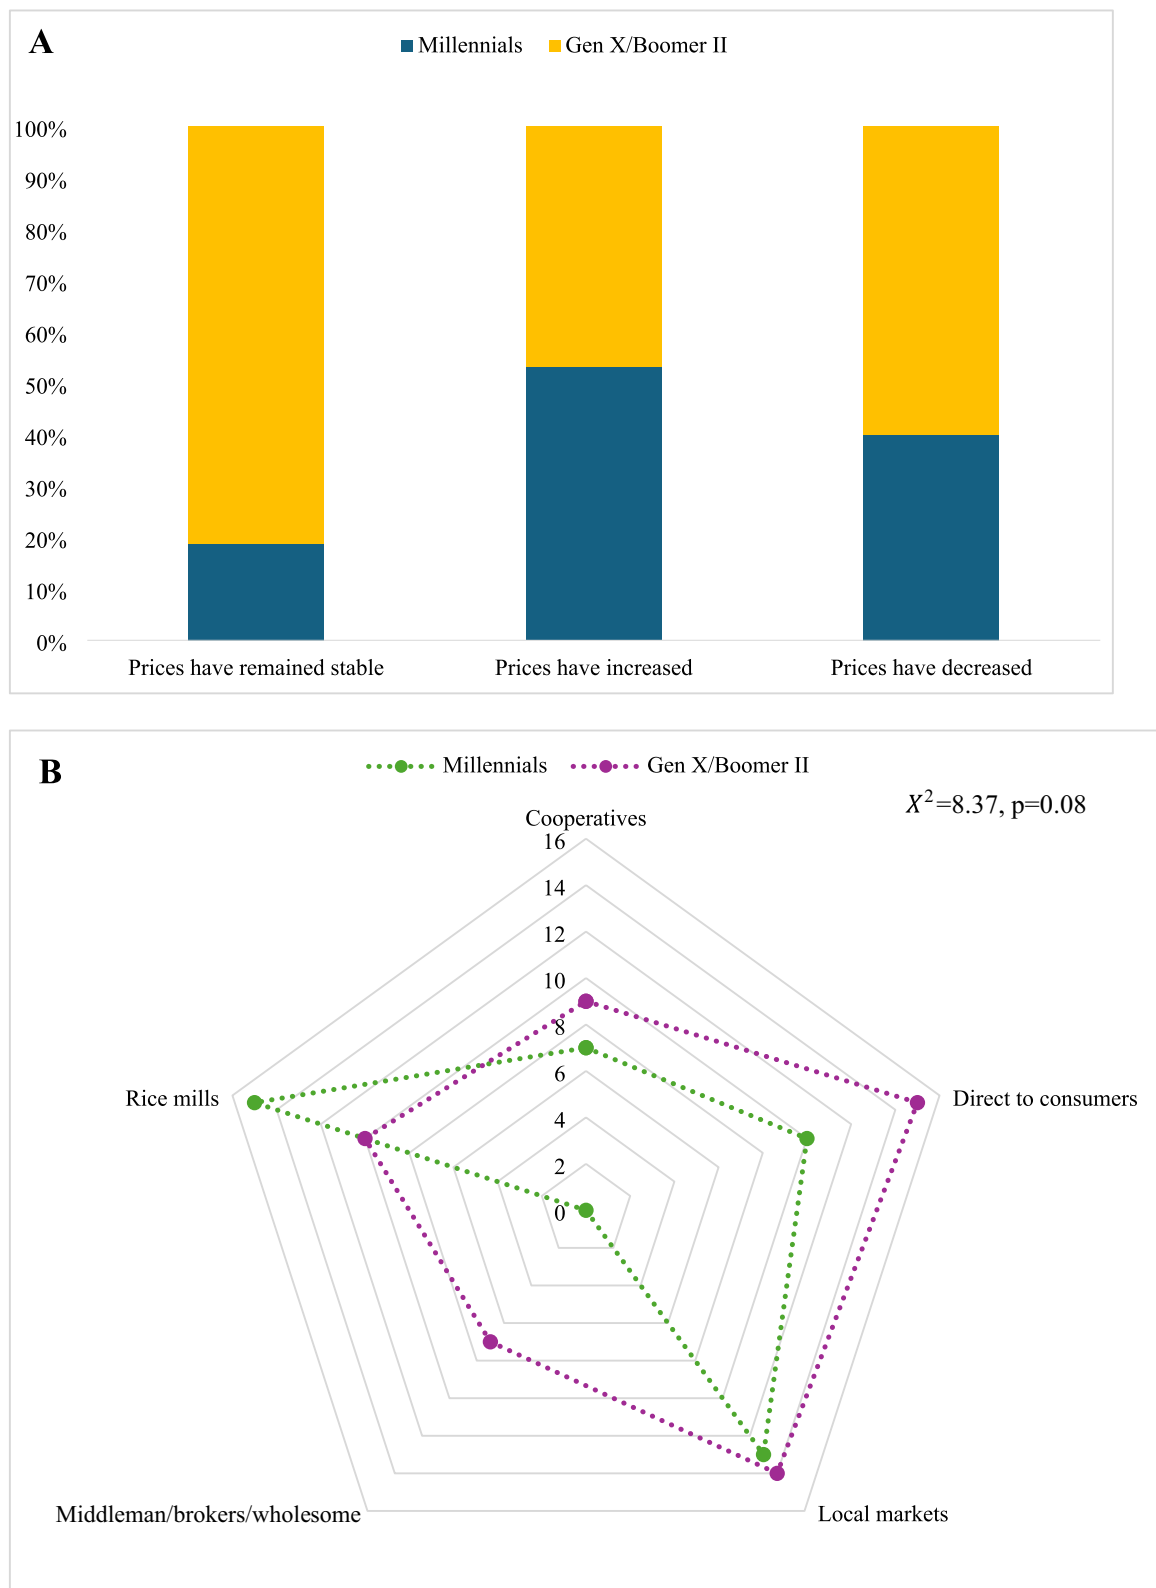 A
Millennials
Gen X/Boomer II
100%
90%
80%
70%
60%
50%
40%
30%
20%
10%
0%
Prices have remained stable
Prices have increased
Prices have decreased
B
Millennials
Gen X/Boomer II
X²=8.37, p=0.08
Cooperatives
16
14
12
10
8
6
4
2
0
Rice mills
Direct to consumers
Middleman/brokers/wholesome
Local markets